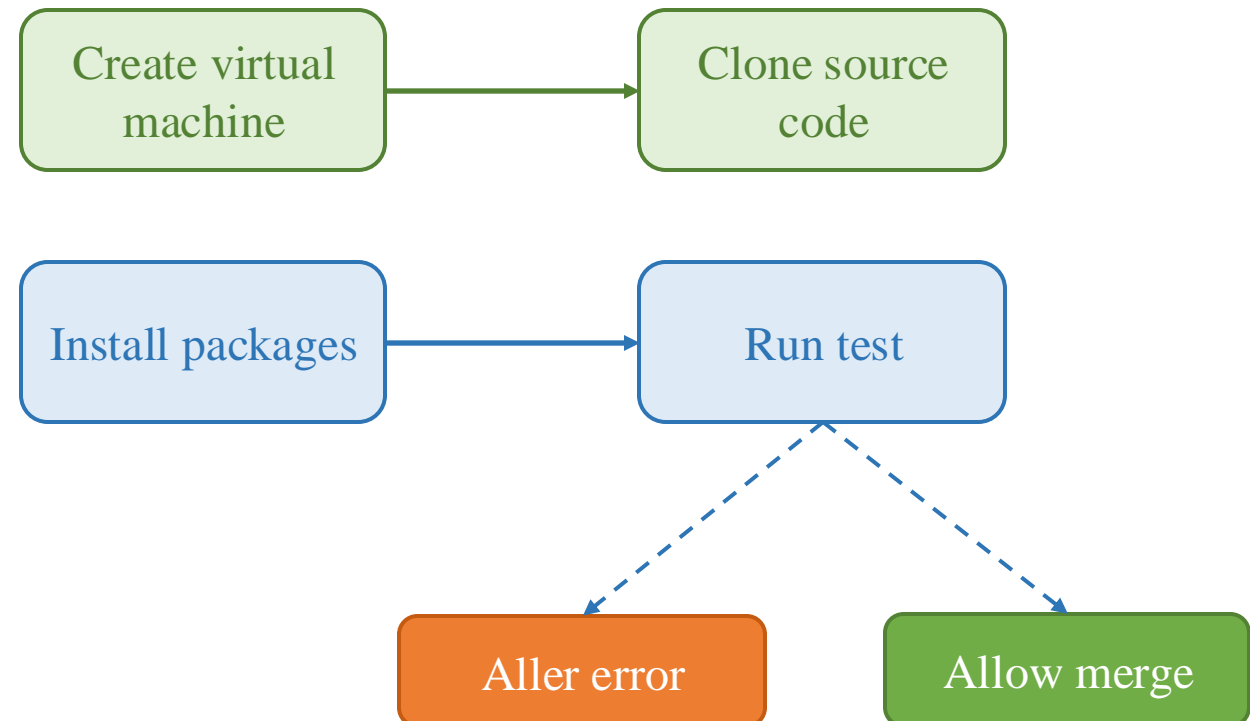 Create virtual
machine
Clone source
code
Install packages
Run test
Aller error
Allow merge